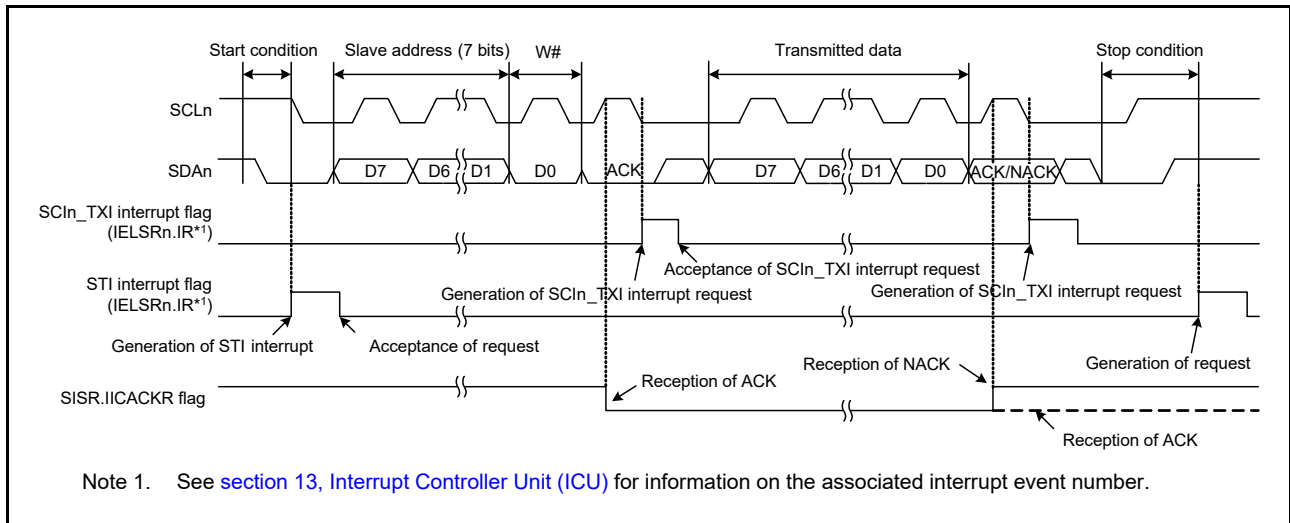 Start condition Slave address (7 bits) W# Transmitted data Stop condition
SCLn
SDAn D7 D6 D1 D0 ACK D7 D6 D1 D0 ACK/NACK
SCIn_TXI interrupt flag
(IELSRn.IR*1)
Acceptance of SCIn_TXI interrupt request
STI interrupt flag
(IELSRn.IR*1)
Generation of SCIn_TXI interrupt request Generation of SCIn_TXI interrupt request
Generation of STI interrupt Acceptance of request Generation of request
Reception of NACK
Reception of ACK
SISR.IICACKR flag
Reception of ACK
Note 1. See section 13, Interrupt Controller Unit (ICU) for information on the associated interrupt event number.